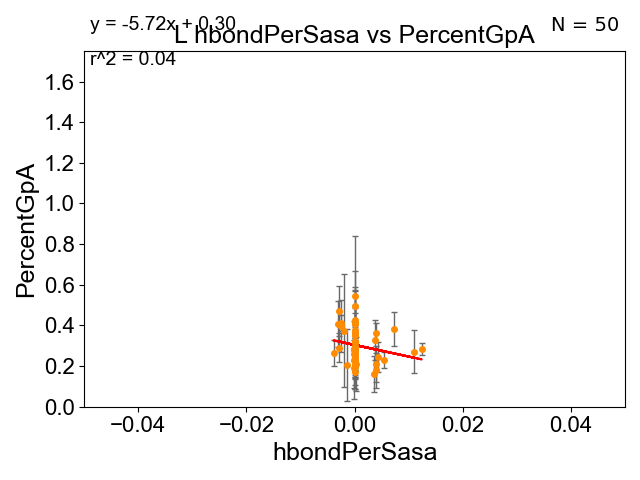 y = -5.72x + 0.30
N = 50
L hbondPerSasa vs PercentGpA
r^2 = 0.04
1.6
1.4
1.2
1.0
0.8
0.6
0.4
0.2
0.0
PercentGpA
−0.04 −0.02 0.00 0.02 0.04
hbondPerSasa